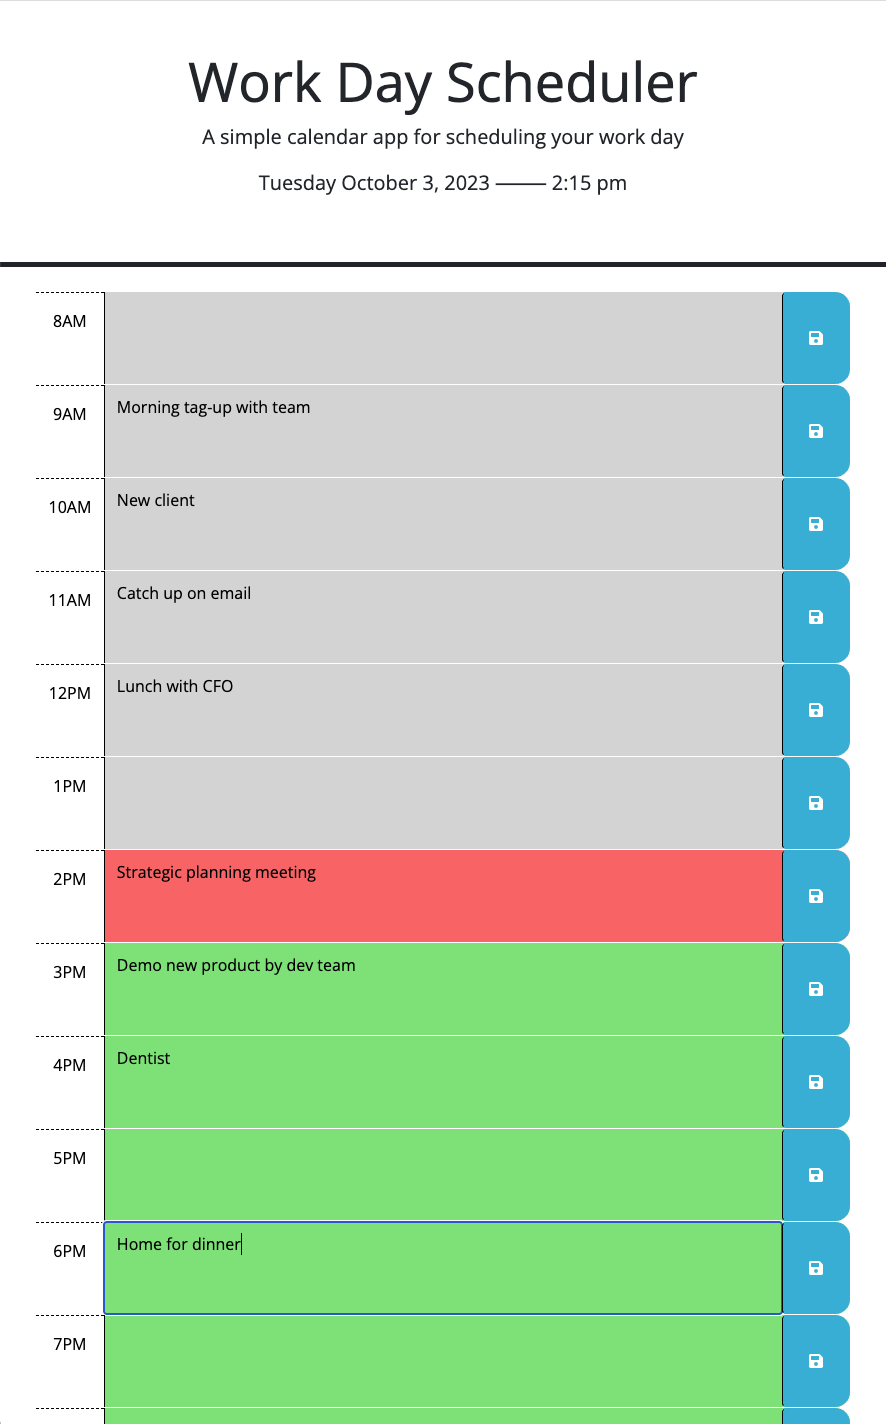 Work Day Scheduler
A simple calendar app for scheduling your work day
Tuesday October 3, 2023 ——— 2:15 pm
8AM
9AM Morning tag-up with team
10AM New client
11AM Catch up on email
12PM Lunch with CFO
1PM
2PM Strategic planning meeting
3PM Demo new product by dev team
4PM Dentist
5PM
6PM Home for dinner
7PM